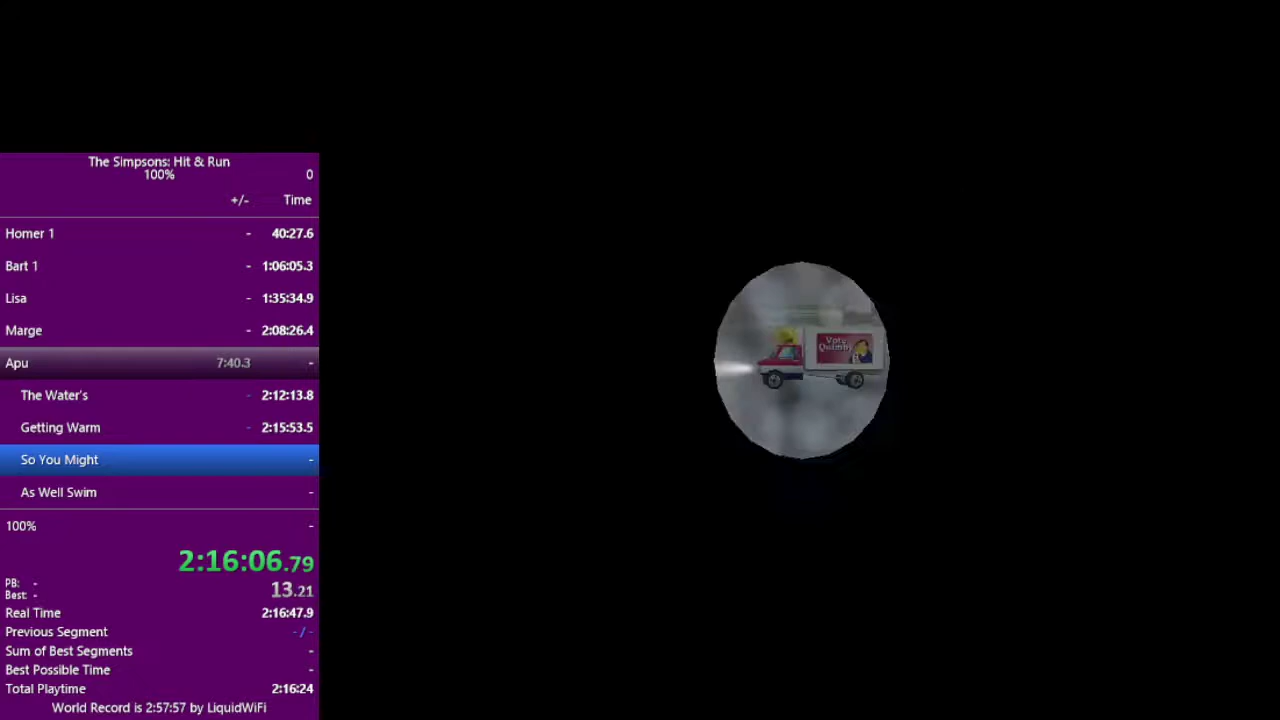 The Simpsons: Hit & Run
100% 0
+/- Time
Homer 1 - 40:27.6
Bart 1 - 1:06:05.3
Lisa - 1:35:34.9
Marge - 2:08:26.4
Apu 7:40.3 -
The Water's - 2:12:13.8
Getting Warm - 2:15:53.5
So You Might -
As Well Swim -
100% -
2:16:06.79
PB: - 13.21
Best: -
Real Time 2:16:47.9
Previous Segment - / -
Sum of Best Segments -
Best Possible Time -
Total Playtime 2:16:24
World Record is 2:57:57 by LiquidWiFi
Vote
Quimby